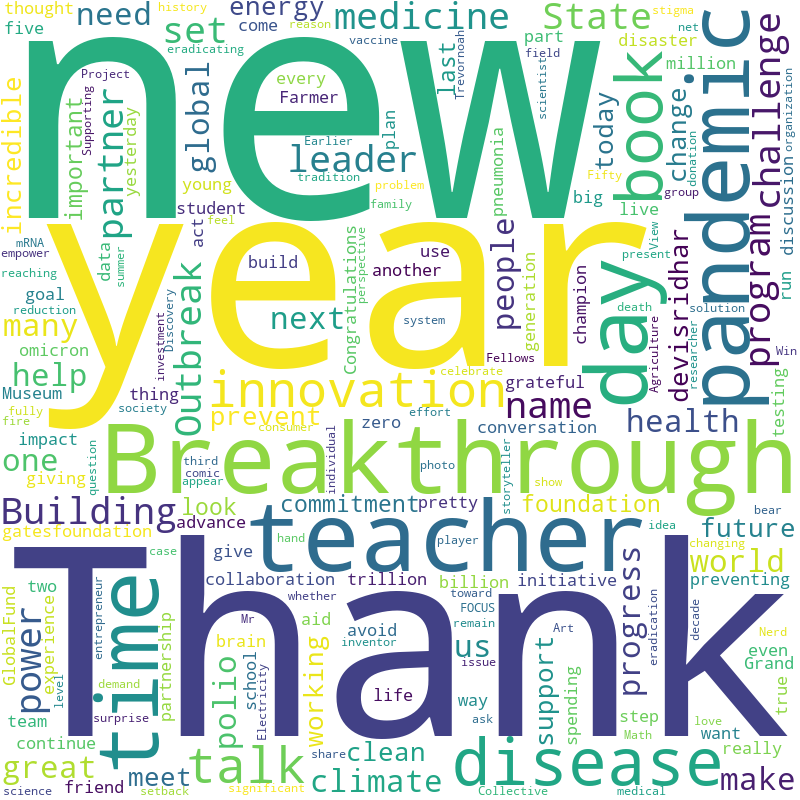 thought
history
five
need
set
energy
come
eradicating
reason
medicine
vaccine
Trevornoah
last
State
part
field
scientist
stigma
net
disaster
million
pandemic
organization
new
Project
Supporting
every
Farmer
incredible
important
partner
yesterday
global
Earlier
leader
tradition
problem
plan
pneumonia
today
Fifty
book
change
donation
challenge
young
student
act
feel
family
big
live
group
discussion
year
mRNA
empower
reaching
data
summer
goal
reduction
many
omicron
help
Museum
fully
fire
Outbreak
investment
Discovery
build
next
Congratulations
perspective
use
another
people
system
Fellows
generation
champion
day
View
present
death
devisridhar
Agriculture
solution
researcher
program
run
Win
testing
thing
society
innovation
celebrate
prevent
zero
effort
consumer
grateful
name
conversation
health
impact
one
giving
question
Breakthrough
third
comic
appear
individual
photo
storyteller
show
Building
look
gatesfoundation
advance
commitment
pretty
foundation
idea
bear
future
changing
hand
player
teacher
case
two
give
collaboration
whether
trillion
billion
initiative
progress
world
preventing
Thank
GlobalFund
power
experience
level
entrepreneur
time
partnership
brain
Mr
aid
working
avoid
inventor
toward
FOCUS
remain
us
Art
issue
support
spending
step
eradication
decade
Nerd
even
Grand
true
team
continue
demand
surprise
polio
school
Electricity
life
way
ask
Math
love
want
really
great
science
friend
meet
setback
talk
share
significant
clean
climate
disease
Collective
medical
make